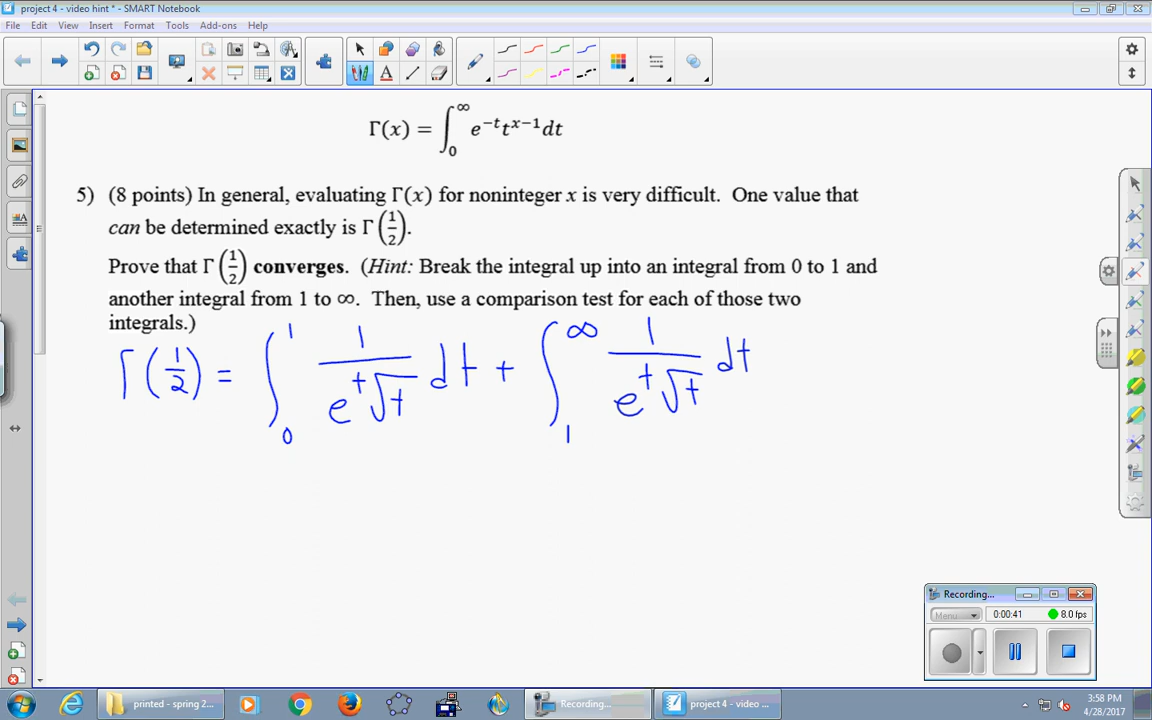 project 4 - video hint * - SMART Notebook
File Edit View Insert Format Tools Add-ons Help
Γ(x) = ∫₀^∞ e^{−t}t^{x−1}dt
5) (8 points) In general, evaluating Γ(x) for noninteger x is very difficult. One value that
can be determined exactly is Γ(1/2).
Prove that Γ(1/2) converges. (Hint: Break the integral up into an integral from 0 to 1 and
another integral from 1 to ∞. Then, use a comparison test for each of those two
integrals.)
Γ(1/2) = ∫₀^1 1/(e^t√t) dt + ∫₁^∞ 1/(e^t√t) dt
Recording...
Menu 0:00:41 8.0 fps
printed - spring 2... Recording... project 4 - video ... 3:58 PM
4/28/2017